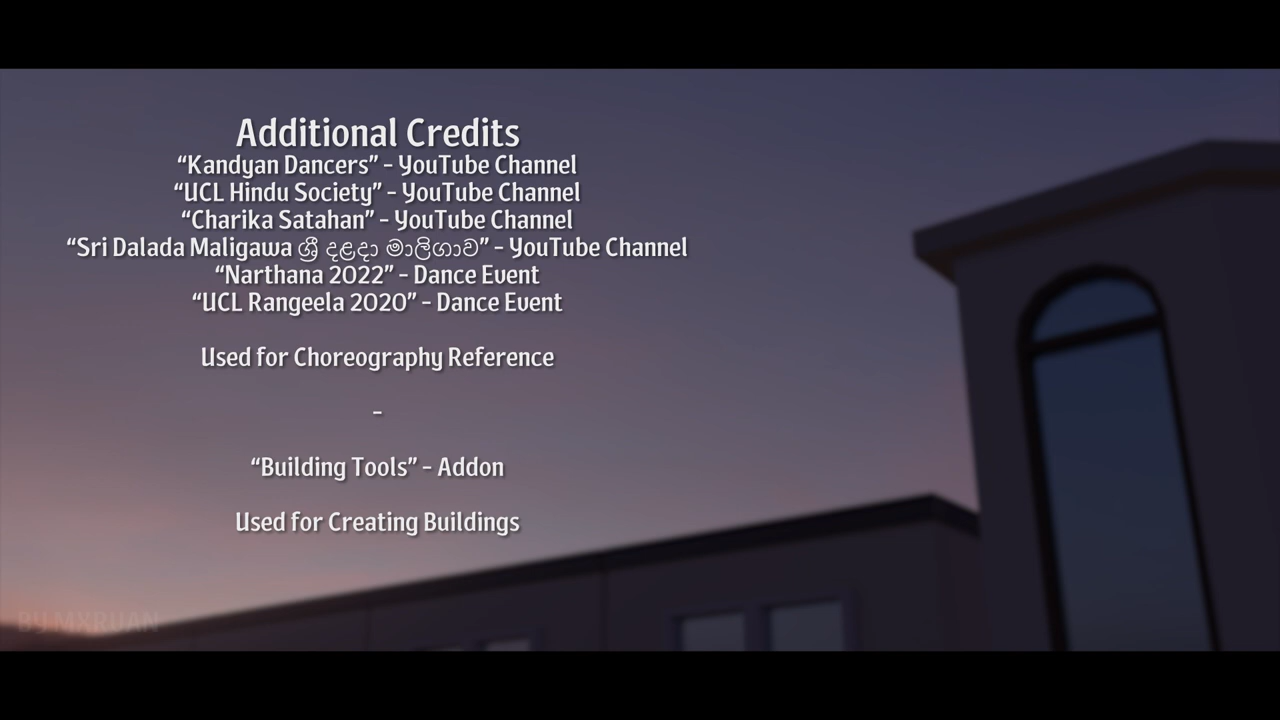 Additional Credits
“Kandyan Dancers” - YouTube Channel
“UCL Hindu Society” - YouTube Channel
“Charika Satahan” - YouTube Channel
“Sri Dalada Maligawa ශ්‍රී දළදා මාලිගාව” - YouTube Channel
“Narthana 2022” - Dance Event
“UCL Rangeela 2020” - Dance Event
Used for Choreography Reference
-
“Building Tools” - Addon
Used for Creating Buildings
BY MXRUAN